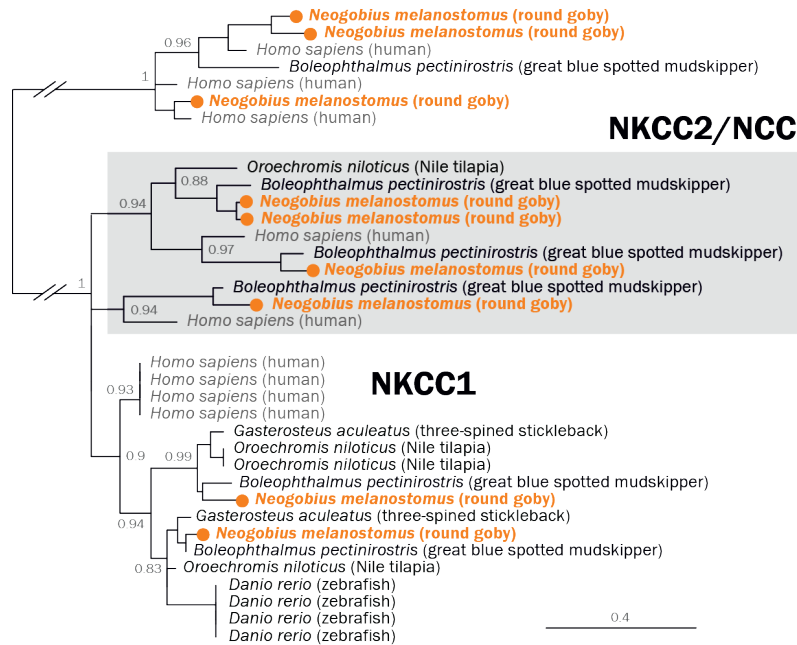 Neogobius melanostomus (round goby)
Neogobius melanostomus (round goby)
0.96
Homo sapiens (human)
Boleophthalmus pectinirostris (great blue spotted mudskipper)
1
Homo sapiens (human)
Neogobius melanostomus (round goby)
Homo sapiens (human)
NKCC2/NCC
Oroechromis niloticus (Nile tilapia)
0.88
Boleophthalmus pectinirostris (great blue spotted mudskipper)
0.94
Neogobius melanostomus (round goby)
Neogobius melanostomus (round goby)
Homo sapiens (human)
0.97
Boleophthalmus pectinirostris (great blue spotted mudskipper)
Neogobius melanostomus (round goby)
1
Boleophthalmus pectinirostris (great blue spotted mudskipper)
Neogobius melanostomus (round goby)
0.94
Homo sapiens (human)
Homo sapiens (human)
Homo sapiens (human)
NKCC1
0.93
Homo sapiens (human)
Homo sapiens (human)
Gasterosteus aculeatus (three-spined stickleback)
Oroechromis niloticus (Nile tilapia)
0.9
0.99
Oroechromis niloticus (Nile tilapia)
Boleophthalmus pectinirostris (great blue spotted mudskipper)
Neogobius melanostomus (round goby)
Gasterosteus aculeatus (three-spined stickleback)
0.94
Neogobius melanostomus (round goby)
Boleophthalmus pectinirostris (great blue spotted mudskipper)
0.83
Oroechromis niloticus (Nile tilapia)
Danio rerio (zebrafish)
Danio rerio (zebrafish)
Danio rerio (zebrafish)
0.4
Danio rerio (zebrafish)